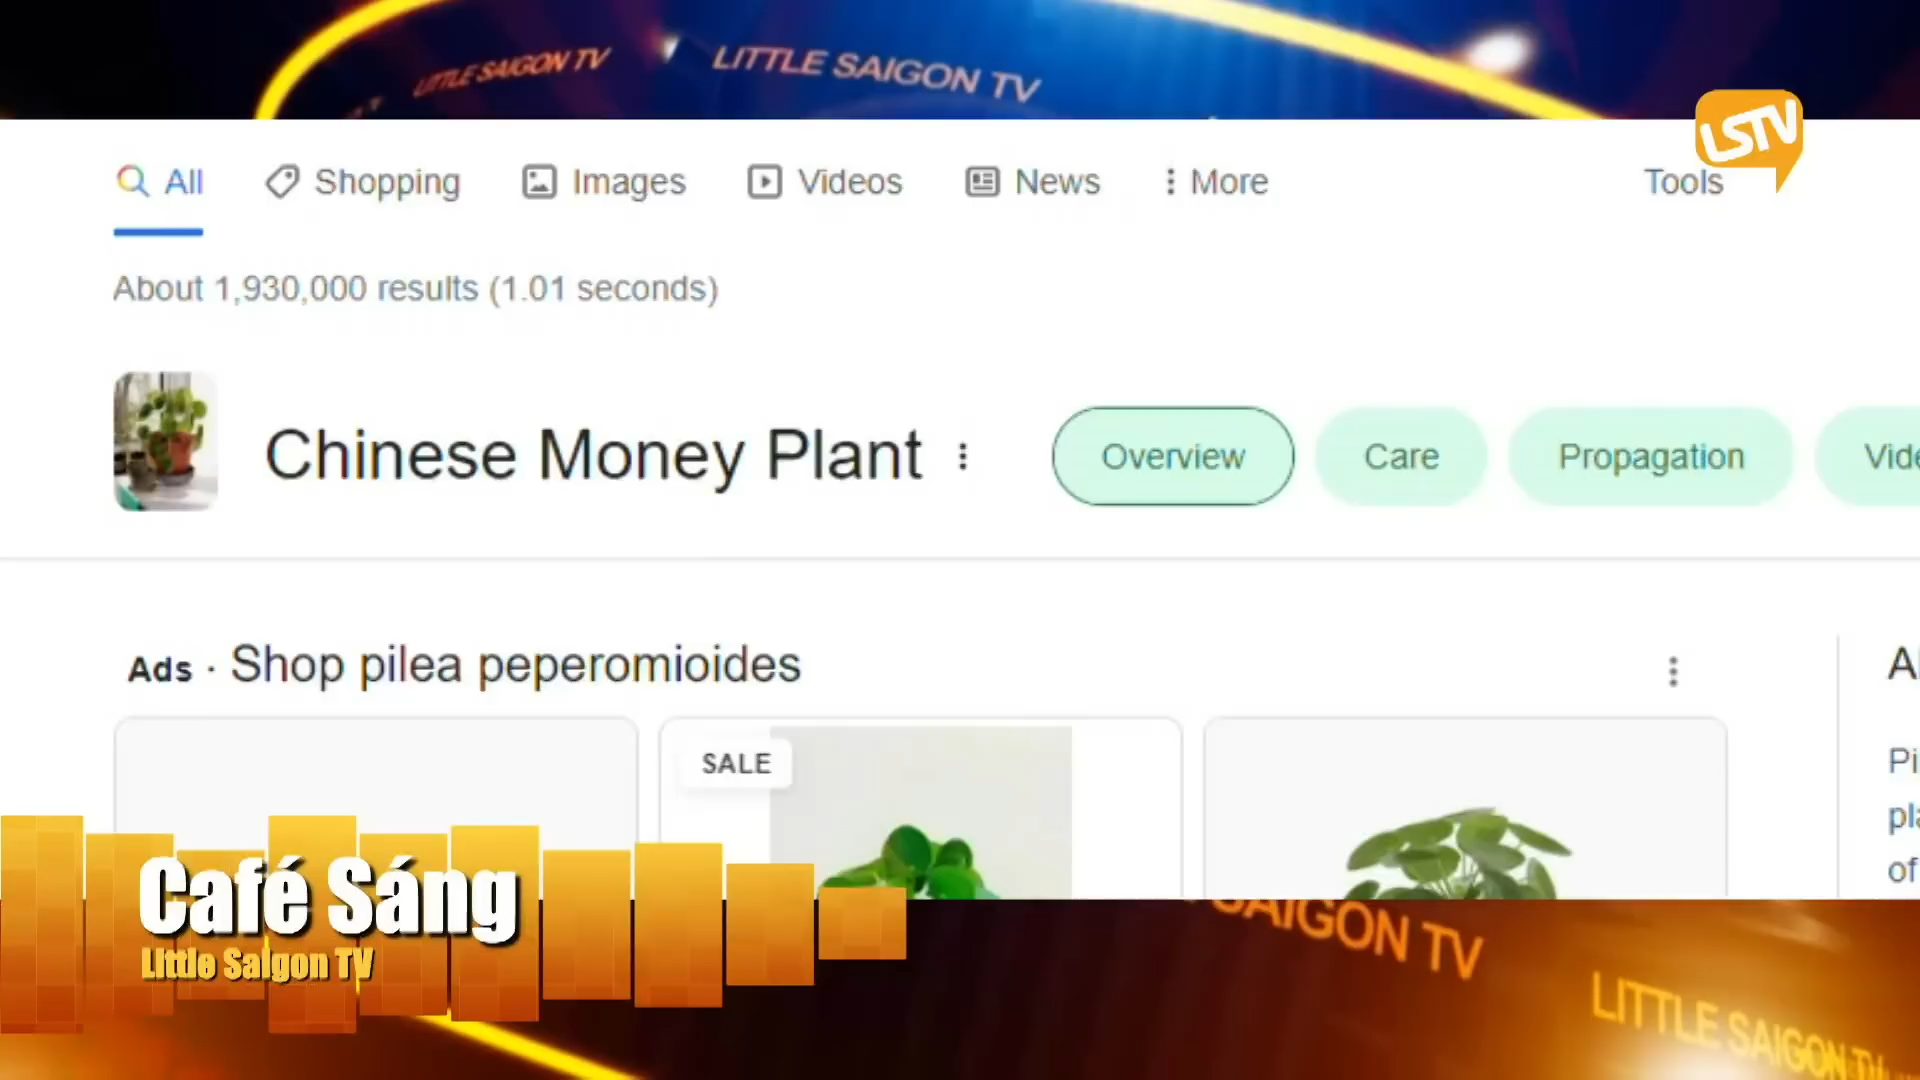 LITTLE SAIGON TV
LITTLE SAIGON TV
LSTV
All Shopping Images Videos News More Tools
About 1,930,000 results (1.01 seconds)
Chinese Money Plant
Overview Care Propagation
Ads · Shop pilea peperomioides
SALE
of
Café Sáng
Little Saigon TV
SAIGON TV
LITTLE SAIGON TV